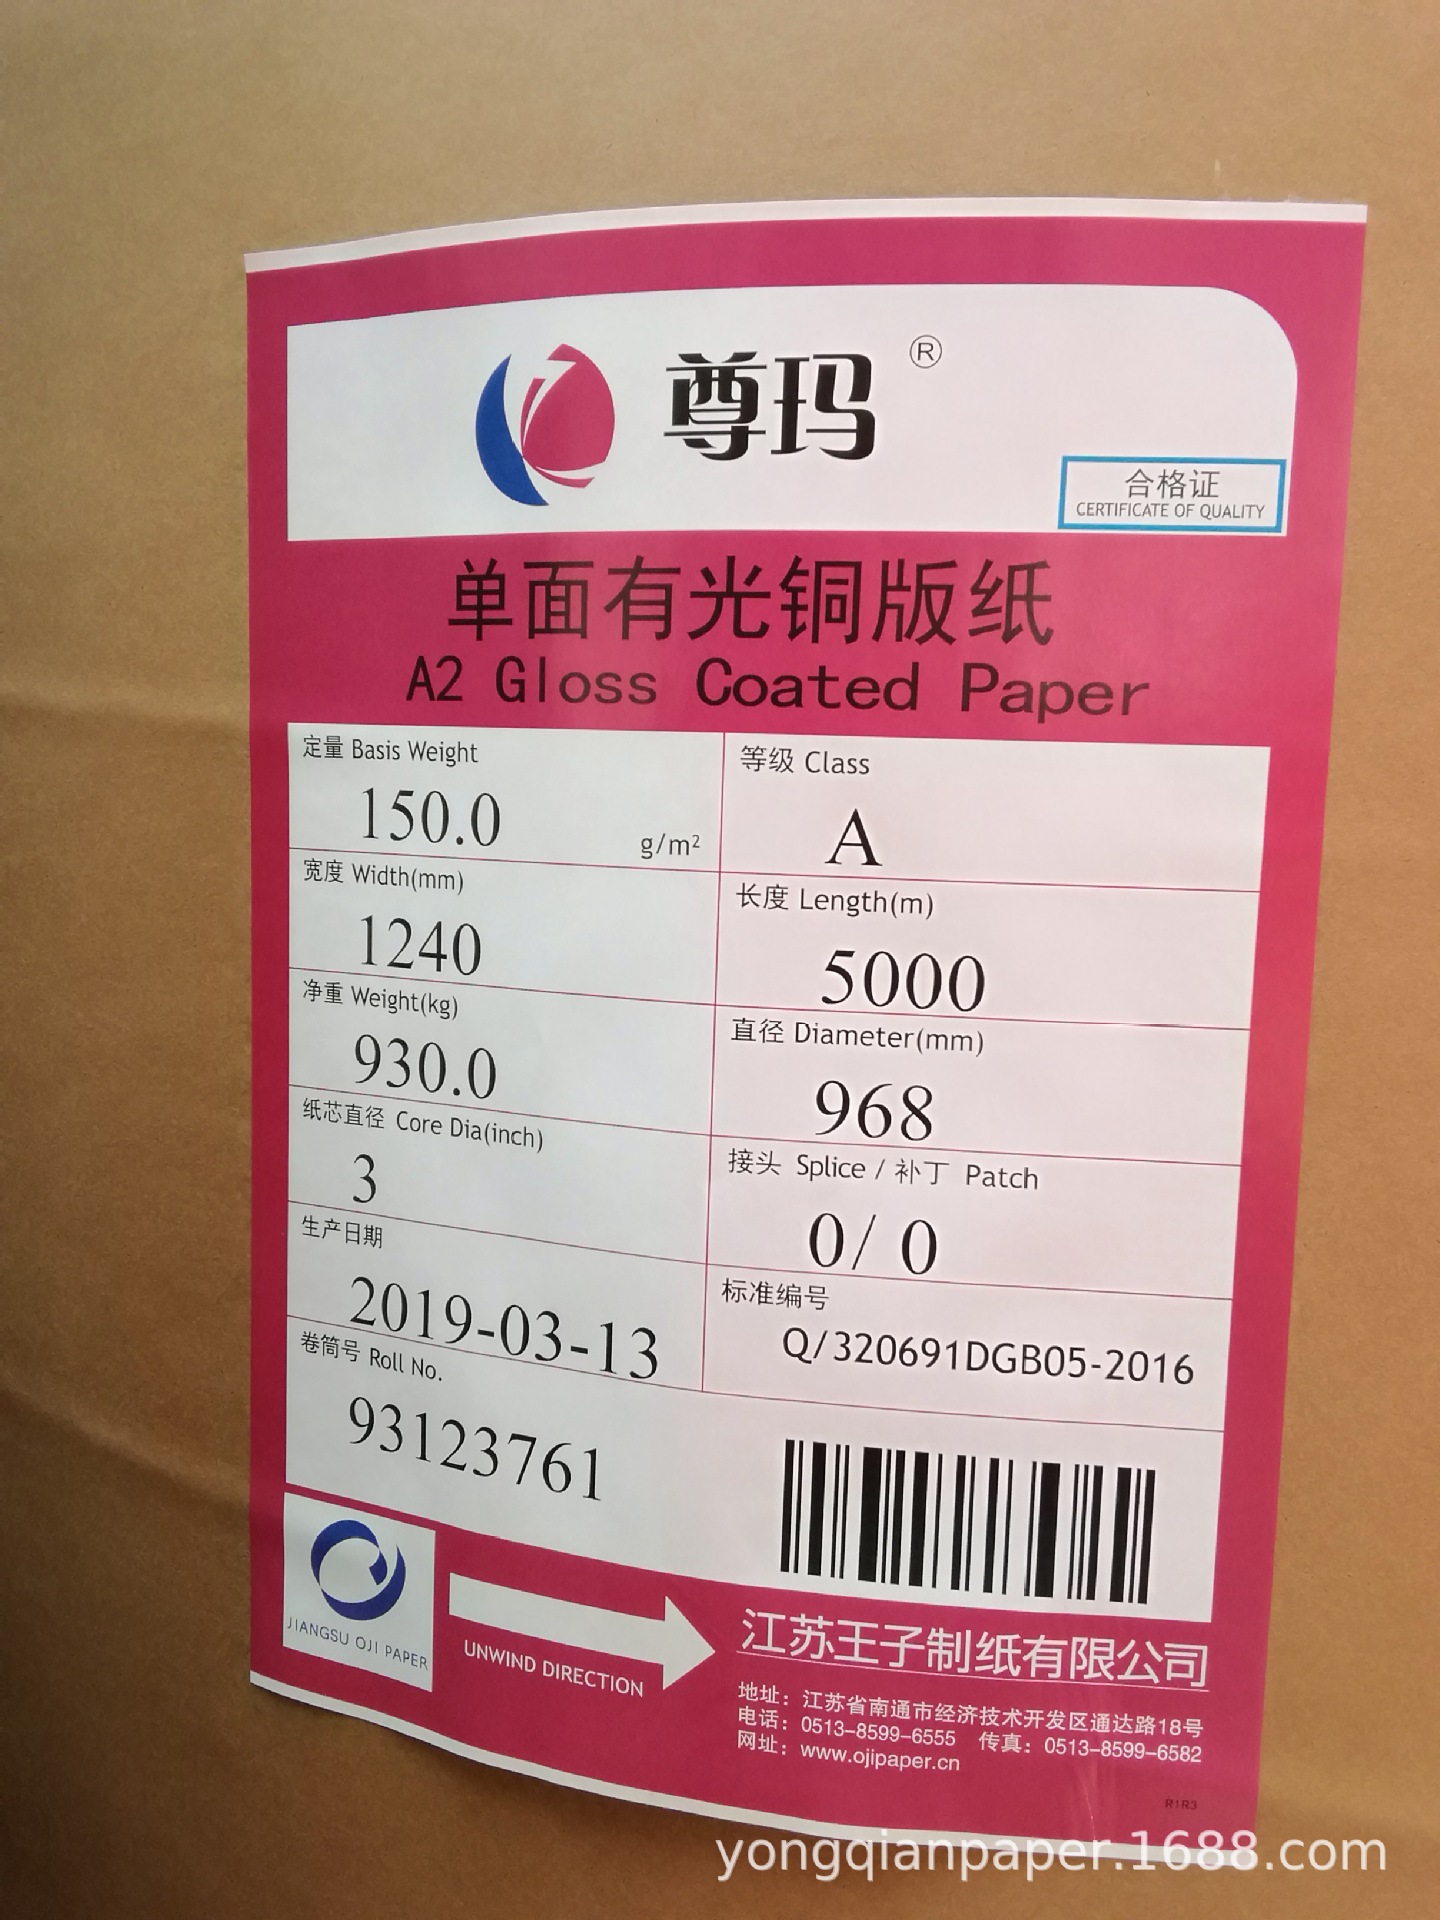 尊玛®
合格证
CERTIFICATE OF QUALITY
单面有光铜版纸
A2 Gloss Coated Paper
定量 Basis Weight
150.0 g/m²
等级 Class
A
宽度 Width(mm)
1240
长度 Length(m)
5000
净重 Weight(kg)
930.0
直径 Diameter(mm)
968
纸芯直径 Core Dia(inch)
3
接头 Splice / 补丁 Patch
0/ 0
生产日期
2019-03-13
标准编号
Q/320691DGB05-2016
卷筒号 Roll No.
93123761
JIANGSU OJI PAPER
UNWIND DIRECTION
江苏王子制纸有限公司
地址：江苏省南通市经济技术开发区通达路18号
电话：0513-8599-6555 传真：0513-8599-6582
网址：www.ojipaper.cn
R1R3
yongqianpaper.1688.com